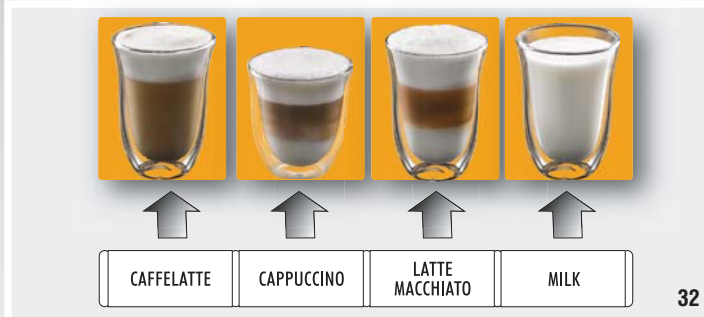 CAFFELATTE
CAPPUCCINO
LATTE
MACCHIATO
MILK
32